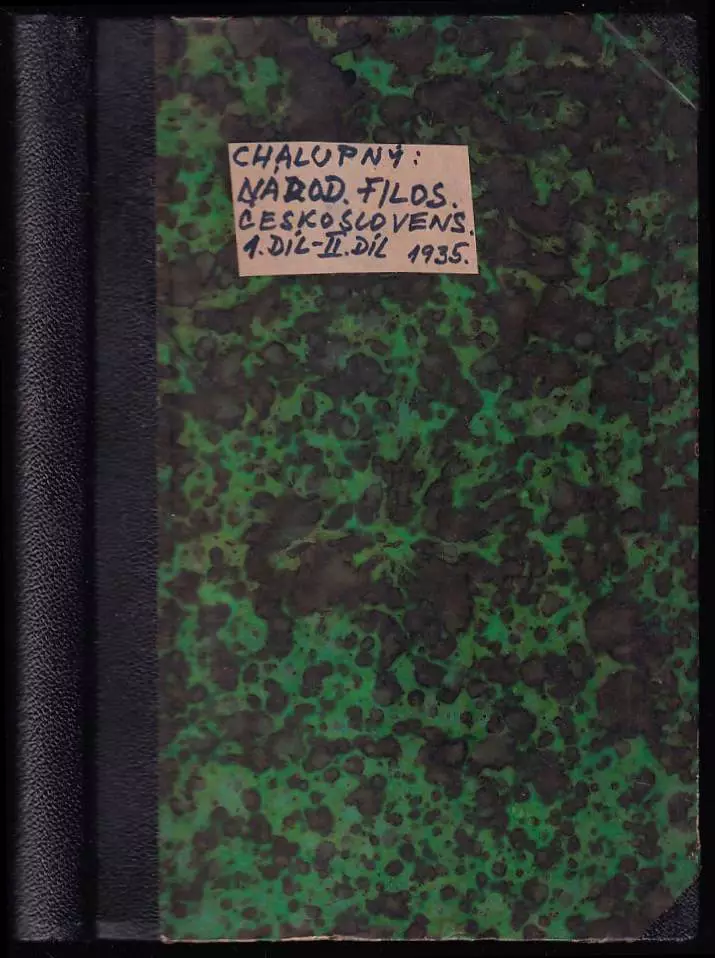 CHALUPNÝ:
NÁROD. FILOS.
ČESKOSLOVENS.
1. DÍL-II. DÍL 1935.